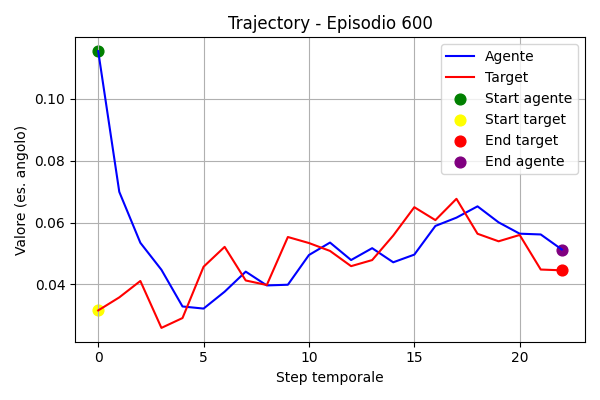 Trajectory - Episodio 600
Valore (es. angolo)
0.10
0.08
0.06
0.04
0
5
10
15
20
Step temporale
Agente
Target
Start agente
Start target
End target
End agente